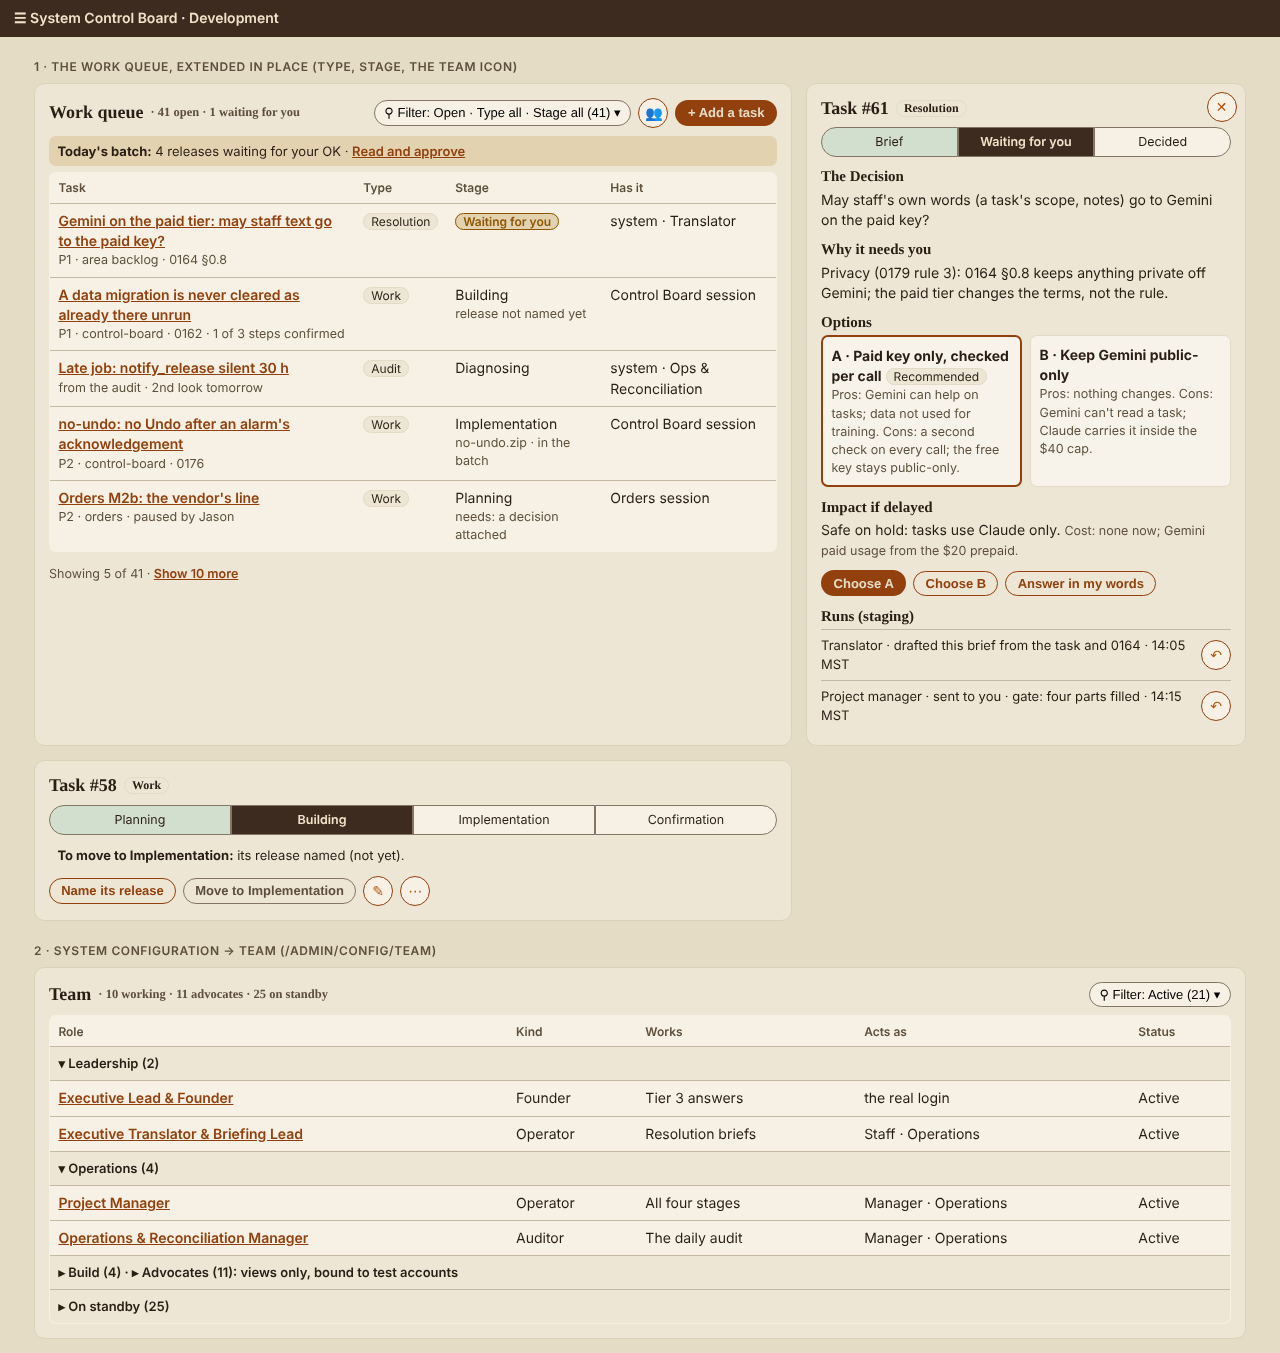 ☰ System Control Board · Development
1 · THE WORK QUEUE, EXTENDED IN PLACE (TYPE, STAGE, THE TEAM ICON)
Work queue · 41 open · 1 waiting for you
⚲ Filter: Open · Type all · Stage all (41) ▾
👥
+ Add a task
Today's batch: 4 releases waiting for your OK · Read and approve
Task Type Stage Has it
Gemini on the paid tier: may staff text go
to the paid key?
P1 · area backlog · 0164 §0.8
Resolution
Waiting for you
system · Translator
A data migration is never cleared as
already there unrun
P1 · control-board · 0162 · 1 of 3 steps confirmed
Work
Building
release not named yet
Control Board session
Late job: notify_release silent 30 h
from the audit · 2nd look tomorrow
Audit
Diagnosing
system · Ops &
Reconciliation
no-undo: no Undo after an alarm's
acknowledgement
P2 · control-board · 0176
Work
Implementation
no-undo.zip · in the
batch
Control Board session
Orders M2b: the vendor's line
P2 · orders · paused by Jason
Work
Planning
needs: a decision
attached
Orders session
Showing 5 of 41 · Show 10 more
Task #61 Resolution
✕
Brief Waiting for you Decided
The Decision
May staff's own words (a task's scope, notes) go to Gemini
on the paid key?
Why it needs you
Privacy (0179 rule 3): 0164 §0.8 keeps anything private off
Gemini; the paid tier changes the terms, not the rule.
Options
A · Paid key only, checked
per call Recommended
Pros: Gemini can help on
tasks; data not used for
training. Cons: a second
check on every call; the free
key stays public-only.
B · Keep Gemini public-
only
Pros: nothing changes. Cons:
Gemini can't read a task;
Claude carries it inside the
$40 cap.
Impact if delayed
Safe on hold: tasks use Claude only. Cost: none now; Gemini
paid usage from the $20 prepaid.
Choose A Choose B Answer in my words
Runs (staging)
Translator · drafted this brief from the task and 0164 · 14:05
MST
↶
Project manager · sent to you · gate: four parts filled · 14:15
MST
↶
Task #58 Work
Planning Building Implementation Confirmation
To move to Implementation: its release named (not yet).
Name its release Move to Implementation ✎ ⋯
2 · SYSTEM CONFIGURATION → TEAM (/ADMIN/CONFIG/TEAM)
Team · 10 working · 11 advocates · 25 on standby
⚲ Filter: Active (21) ▾
Role Kind Works Acts as Status
▾ Leadership (2)
Executive Lead & Founder Founder Tier 3 answers the real login Active
Executive Translator & Briefing Lead Operator Resolution briefs Staff · Operations Active
▾ Operations (4)
Project Manager Operator All four stages Manager · Operations Active
Operations & Reconciliation Manager Auditor The daily audit Manager · Operations Active
▸ Build (4) · ▸ Advocates (11): views only, bound to test accounts
▸ On standby (25)